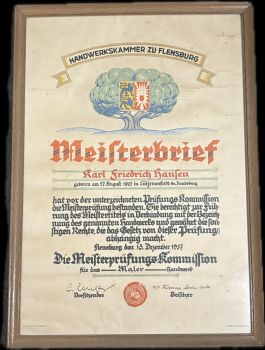 HANDWERKSKAMMER ZU FLENSBURG
Meisterbrief
Karl Friedrich Hansen
geboren am 17. August 1927 in
hat vor der unterzeichneten Prüfungs-Kommission
die Meisterprüfung bestanden. Sie berechtigt zur Füh-
rung des Meistertitels in Verbindung mit der Bezeich-
nung des genannten Handwerks und gewährt die son-
stigen Rechte, die das Gesetz von dieser Prüfung
abhängig macht.
Flensburg, den 13. Dezember 1957
Die Meisterprüfungs-Kommission
für das Maler Handwerk
Vorsitzender Beisitzer